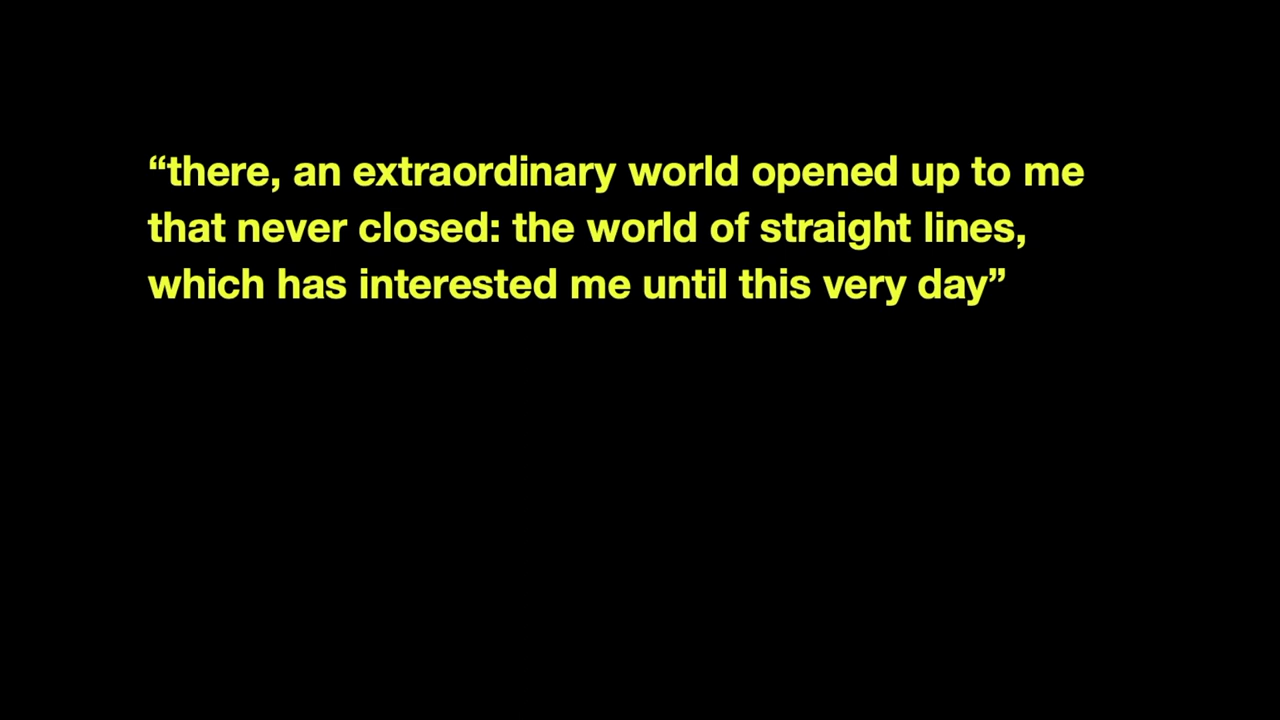 “there, an extraordinary world opened up to me
that never closed: the world of straight lines,
which has interested me until this very day”